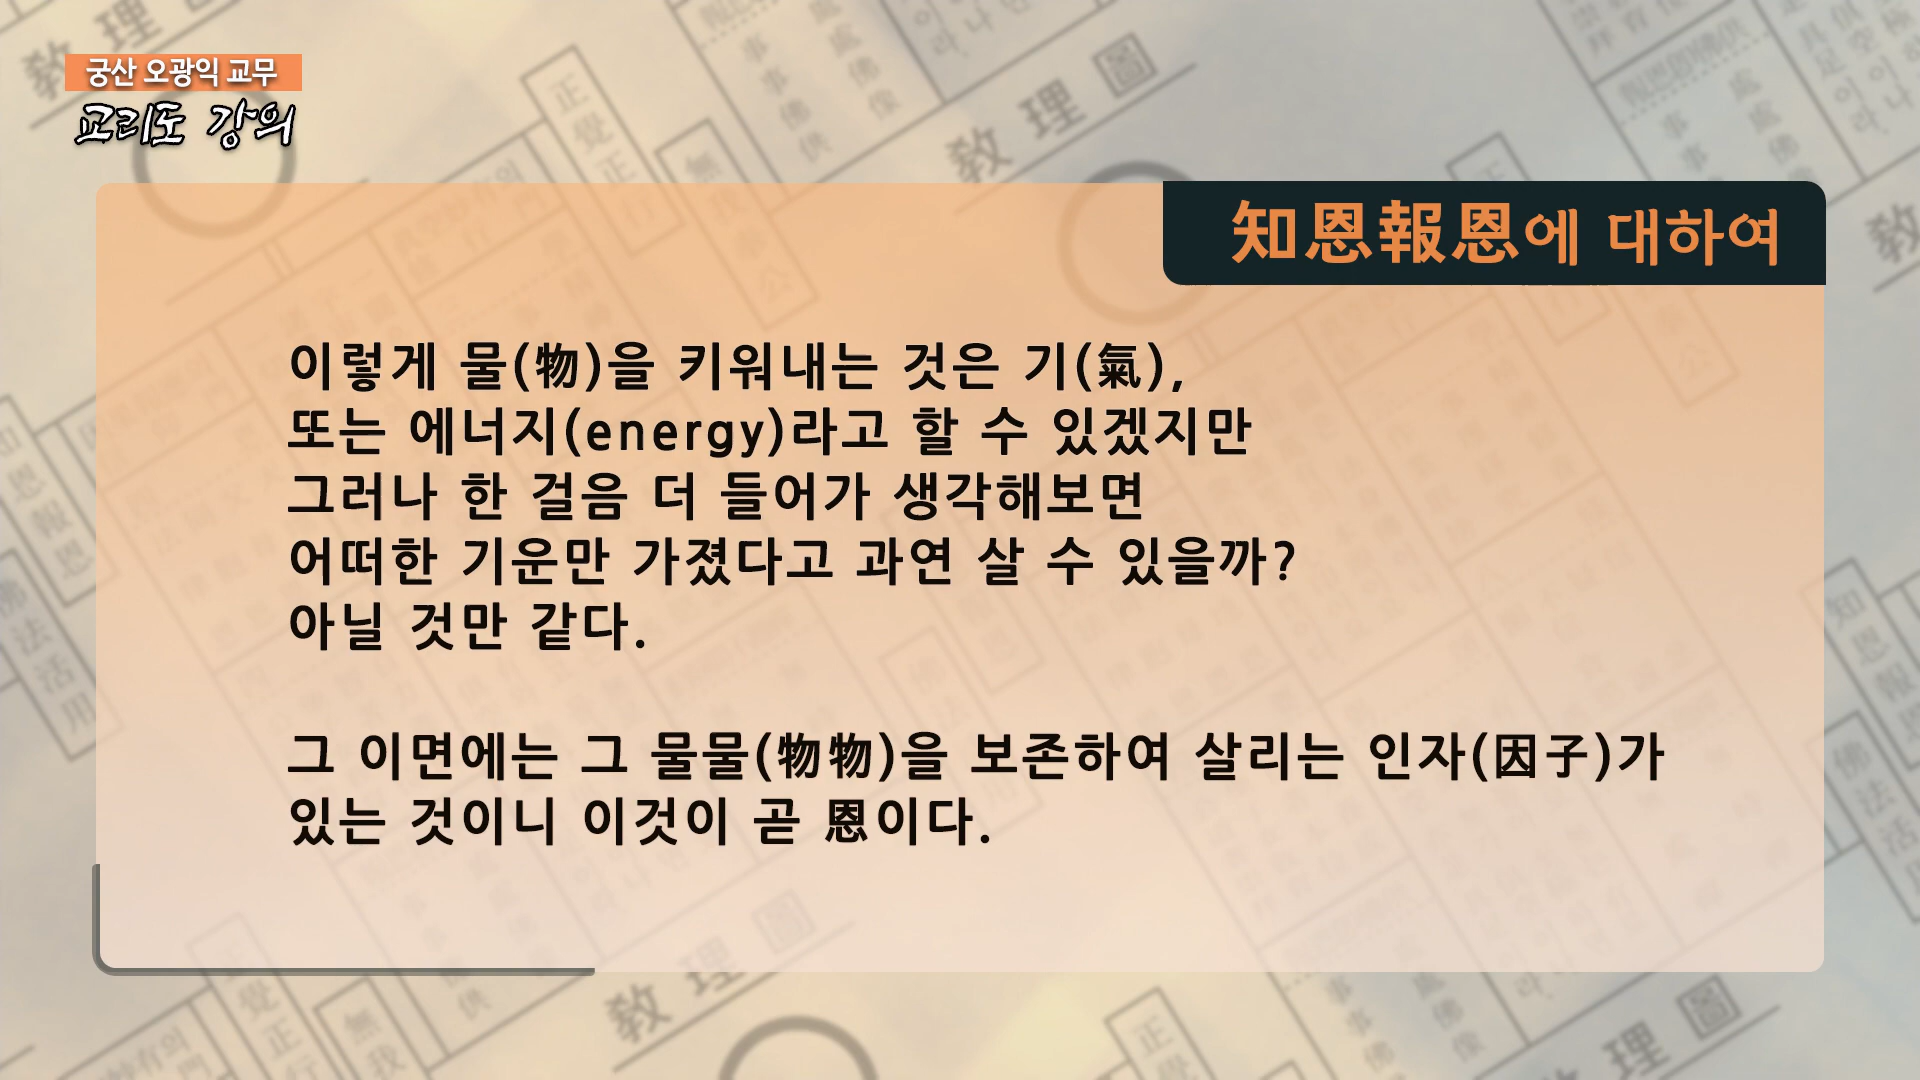 궁산 오광익 교무
교리도 강의
知恩報恩에 대하여
이렇게 물(物)을 키워내는 것은 기(氣),
또는 에너지(energy)라고 할 수 있겠지만
그러나 한 걸음 더 들어가 생각해보면
어떠한 기운만 가졌다고 과연 살 수 있을까?
아닐 것만 같다.
그 이면에는 그 물물(物物)을 보존하여 살리는 인자(因子)가
있는 것이니 이것이 곧 恩이다.